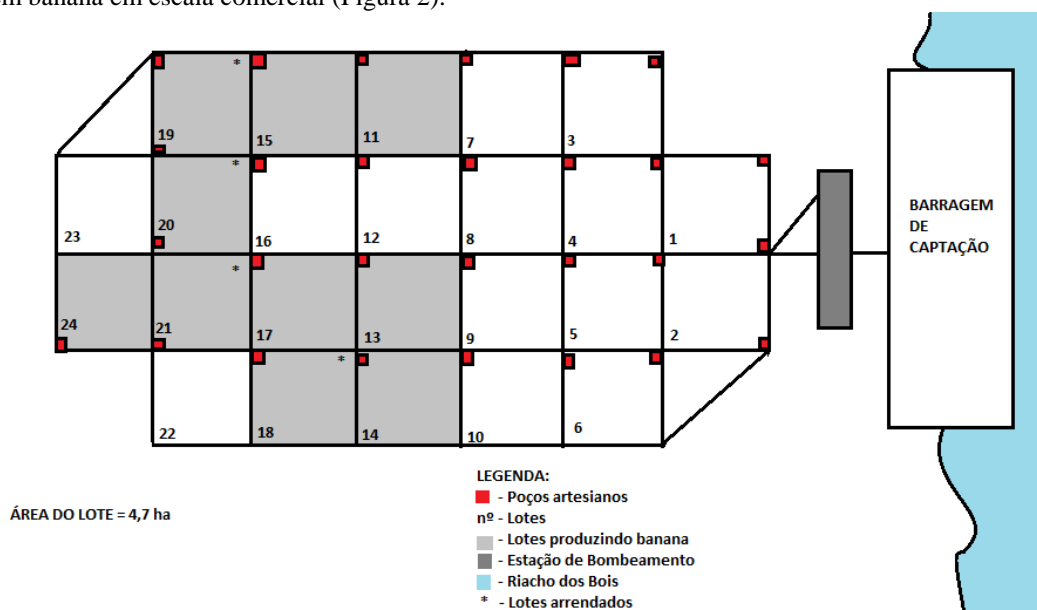 em banana em escala comercial (Figura 2).
*
19 15 11 7 3
*
23 20 16 12 8 4 1
*
24 21 17 13 9 5 2
*
22 18 14 10 6
BARRAGEM
DE
CAPTAÇÃO
ÁREA DO LOTE = 4,7 ha
LEGENDA:
- Poços artesianos
nº - Lotes
- Lotes produzindo banana
- Estação de Bombeamento
- Riacho dos Bois
* - Lotes arrendados